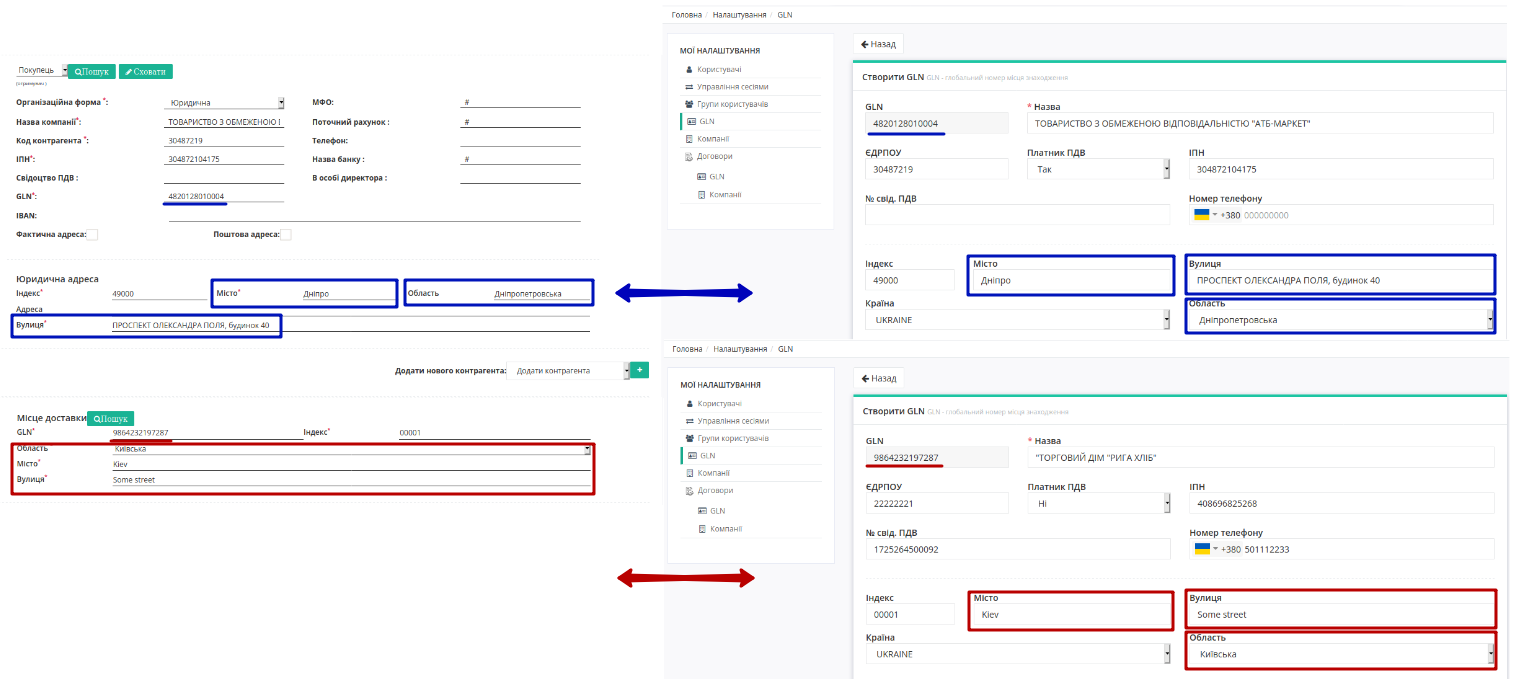 Покупець
Пошук
Сховати
Організаційна форма *:
Юридична
МФО:
#
Назва компанії*:
ТОВАРИСТВО З ОБМЕЖЕНОЮ І
Поточний рахунок :
#
Код контрагента *:
30487219
Телефон:
ІПН*:
304872104175
Назва банку :
#
Свідоцтво ПДВ :
В особі директора :
GLN*:
4820128010004
IBAN:
Фактична адреса:
Поштова адреса:
Юридична адреса
Індекс*
49000
Місто*
Дніпро
Область
Дніпропетровська
Адреса
Вулиця*
ПРОСПЕКТ ОЛЕКСАНДРА ПОЛЯ, будинок 40
Додати нового контрагента:
Додати контрагента
+
Місце доставки
Пошук
GLN*
9864232197287
Індекс*
00001
Область
Київська
Місто*
Kiev
Вулиця*
Some street
Головна / Налаштування / GLN
МОЇ НАЛАШТУВАННЯ
Користувачі
Управління сесіями
Групи користувачів
GLN
Компанії
Договори
GLN
Компанії
Назад
Створити GLN GLN - глобальний номер місця знаходження
GLN
* Назва
4820128010004
ТОВАРИСТВО З ОБМЕЖЕНОЮ ВІДПОВІДАЛЬНІСТЮ "АТБ-МАРКЕТ"
ЄДРПОУ
Платник ПДВ
ІПН
30487219
Так
304872104175
№ свід. ПДВ
Номер телефону
+380 000000000
Індекс
Місто
Вулиця
49000
Дніпро
ПРОСПЕКТ ОЛЕКСАНДРА ПОЛЯ, будинок 40
Країна
Область
UKRAINE
Дніпропетровська
Головна / Налаштування / GLN
МОЇ НАЛАШТУВАННЯ
Користувачі
Управління сесіями
Групи користувачів
GLN
Компанії
Договори
GLN
Компанії
Назад
Створити GLN GLN - глобальний номер місця знаходження
GLN
* Назва
9864232197287
"ТОРГОВИЙ ДІМ "РИГА ХЛІБ"
ЄДРПОУ
Платник ПДВ
ІПН
22222221
Ні
408696825268
№ свід. ПДВ
Номер телефону
1725264500092
+380 501112233
Індекс
Місто
Вулиця
00001
Kiev
Some street
Країна
Область
UKRAINE
Київська